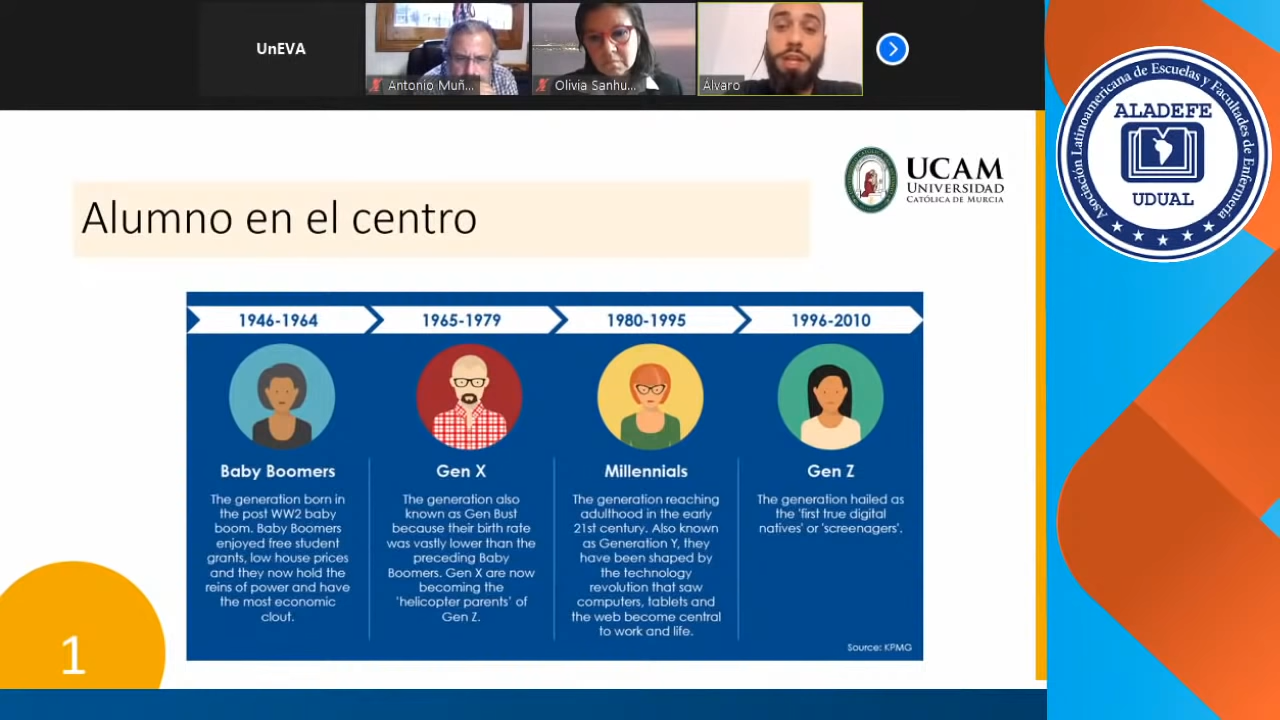 UnEVA
Antonio Muñ...
Olivia Sanhu...
Alvaro
Asociación Latinoamericana de Escuelas y Facultades de Enfermería
ALADEFE
UDUAL
UCAM
UNIVERSIDAD
CATÓLICA DE MURCIA
Alumno en el centro
1946-1964
1965-1979
1980-1995
1996-2010
Baby Boomers
The generation born in
the post WW2 baby
boom. Baby Boomers
enjoyed free student
grants, low house prices
and they now hold the
reins of power and have
the most economic
clout.
Gen X
The generation also
known as Gen Bust
because their birth rate
was vastly lower than the
preceding Baby
Boomers. Gen X are now
becoming the
'helicopter parents' of
Gen Z.
Millennials
The generation reaching
adulthood in the early
21st century. Also known
as Generation Y, they
have been shaped by
the technology
revolution that saw
computers, tablets and
the web become central
to work and life.
Gen Z
The generation hailed as
the 'first true digital
natives' or 'screenagers'.
Source: KPMG
1